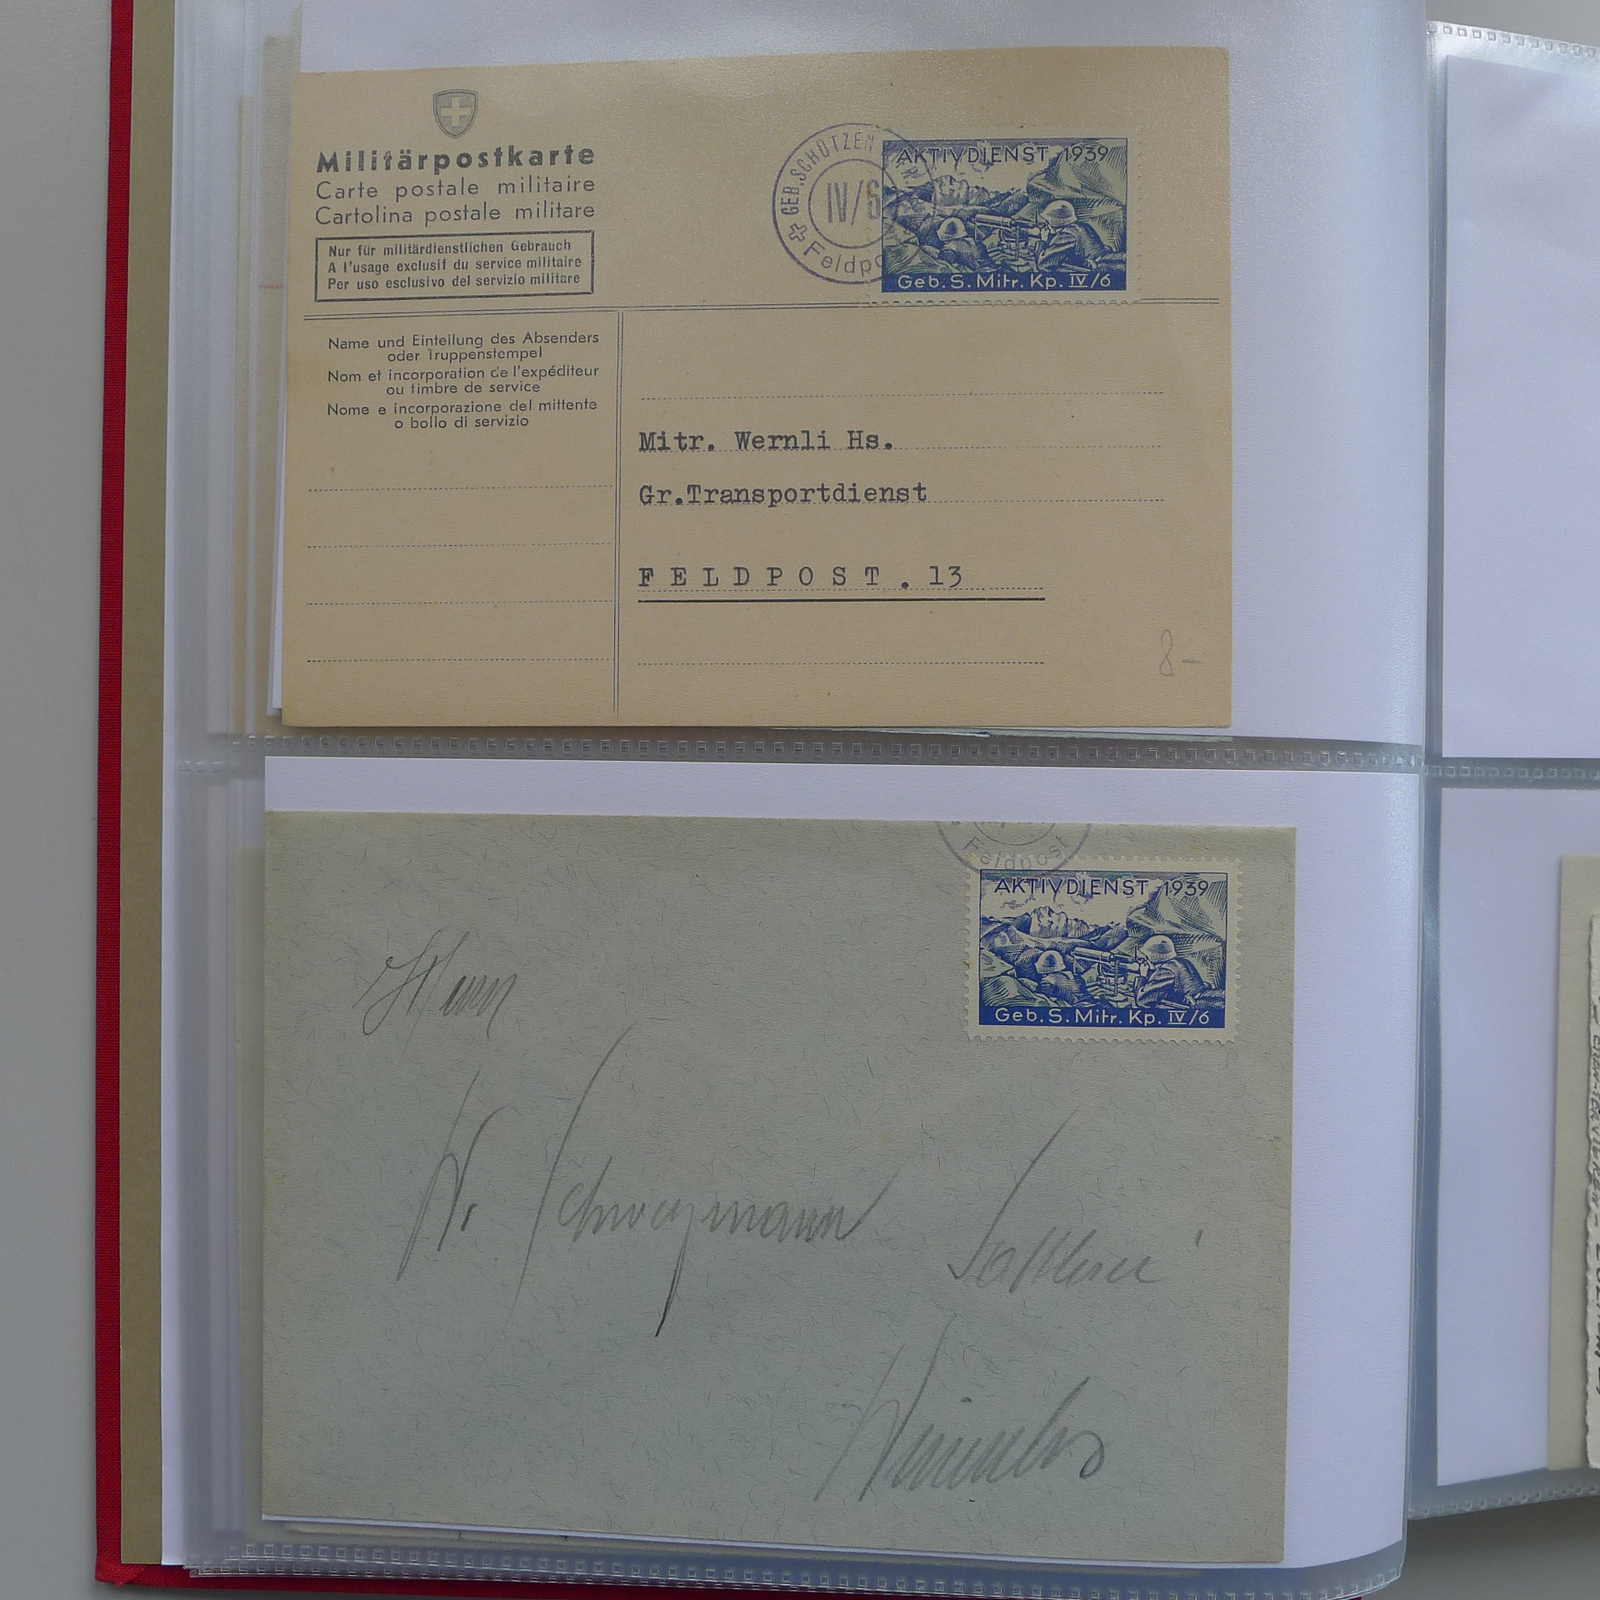 Militärpostkarte
Carte postale militaire
Cartolina postale militare
Nur für militärdienstlichen Gebrauch
A l'usage exclusif du service militaire
Per uso esclusivo del servizio militare
GEB. SCHÜTZEN
IV/6
Feldpo
AKTIVDIENST 1939
Geb. S. Mitr. Kp. IV/6
Name und Einteilung des Absenders
oder Truppenstempel
Nom et incorporation de l'expéditeur
ou timbre de service
Nome e incorporazione del mittente
o bollo di servizio
Mitr. Wernli Hs.
Gr.Transportdienst
FELDPOST.13
8-
Feldpost
AKTIVDIENST 1939
Geb. S. Mitr. Kp. IV/6
Herrn
Schwegmann